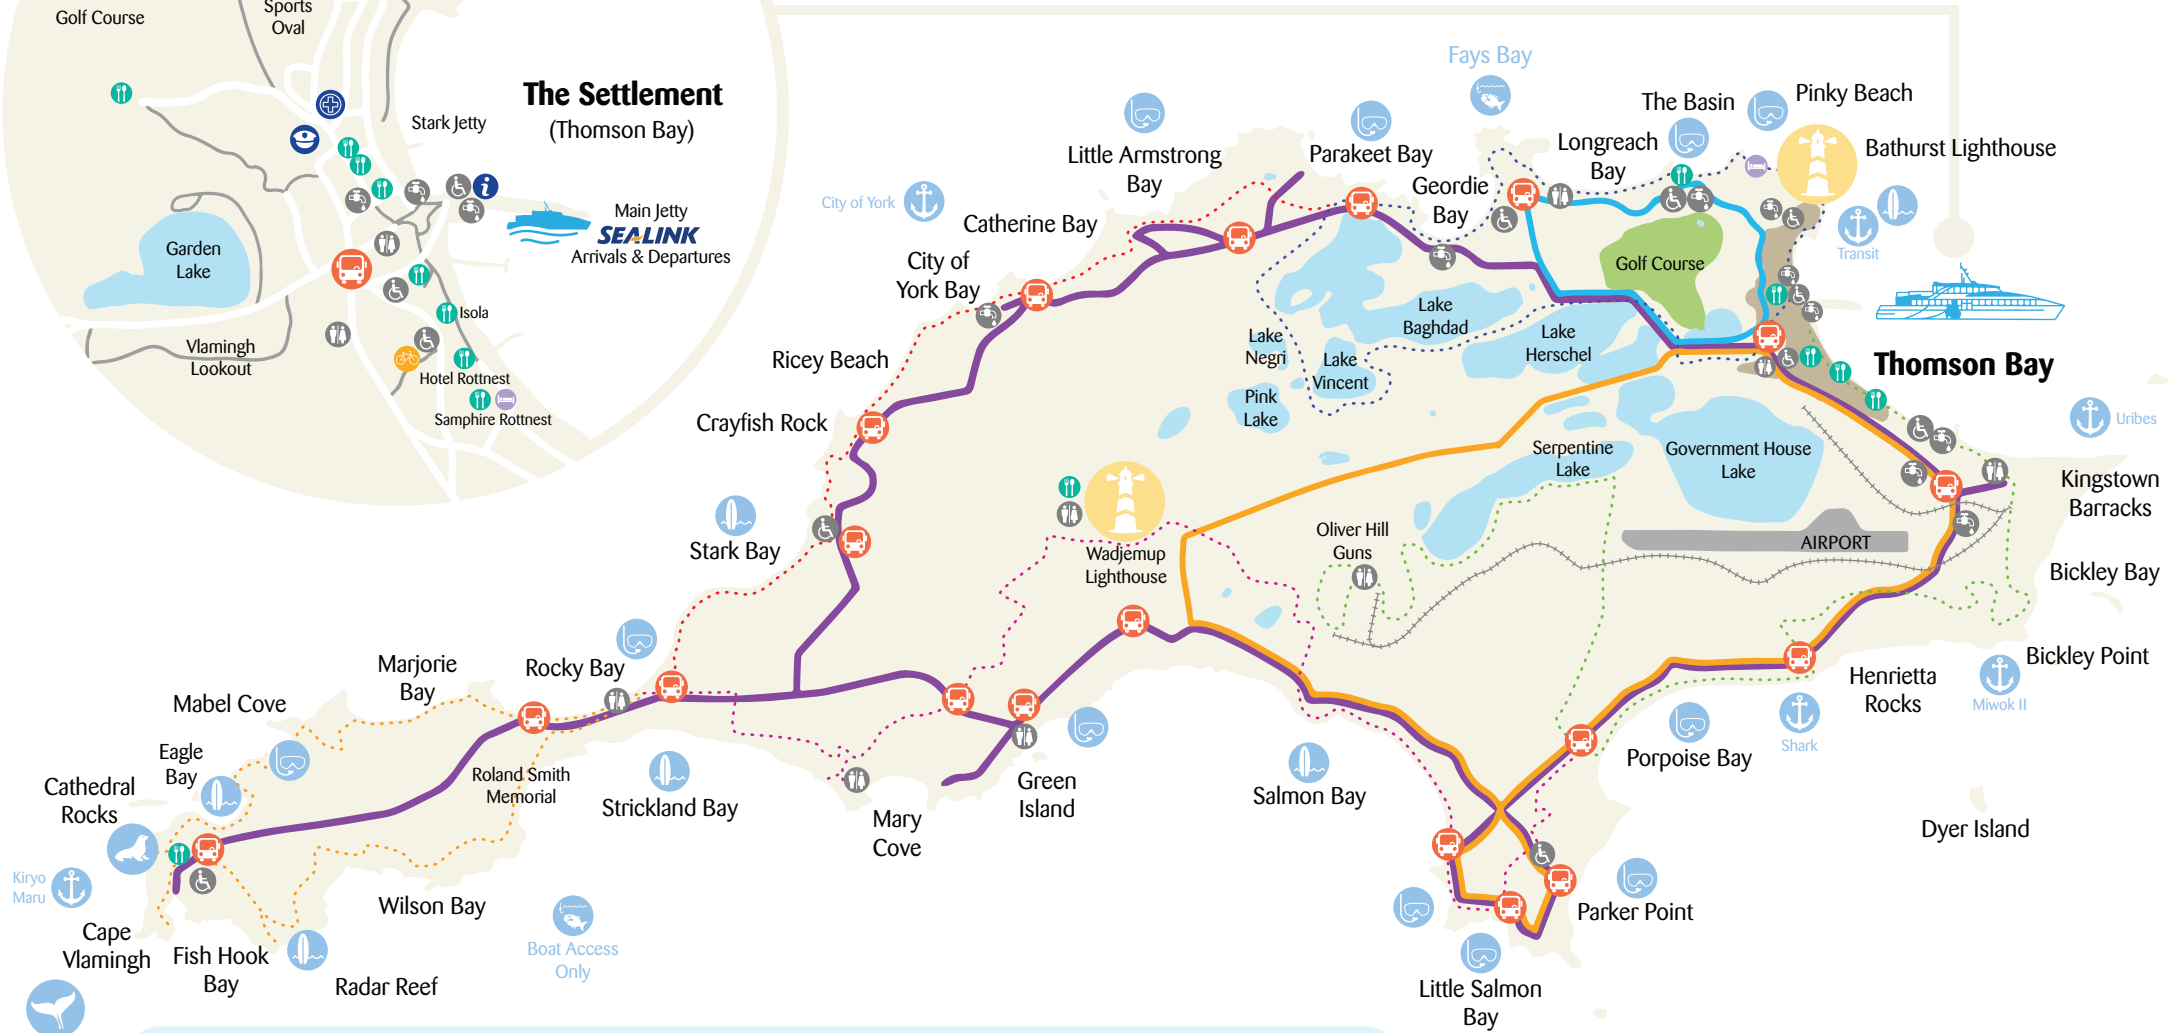 Golf Course
Sports
Oval
The Settlement
(Thomson Bay)
Stark Jetty
Main Jetty
SEALINK
Arrivals & Departures
Garden
Lake
Isola
Vlamingh
Lookout
Hotel Rottnest
Samphire Rottnest
Fays Bay
The Basin
Pinky Beach
Longreach
Bay
Bathurst Lighthouse
Little Armstrong
Bay
Parakeet Bay
Geordie
Bay
City of York
Catherine Bay
Transit
City of
York Bay
Golf Course
Lake
Baghdad
Lake
Herschel
Lake
Negri
Lake
Vincent
Thomson Bay
Ricey Beach
Pink
Lake
Crayfish Rock
Uribes
Serpentine
Lake
Government House
Lake
Kingstown
Barracks
Stark Bay
Wadjemup
Lighthouse
Oliver Hill
Guns
AIRPORT
Bickley Bay
Marjorie
Bay
Rocky Bay
Bickley Point
Henrietta
Rocks
Miwok II
Mabel Cove
Shark
Porpoise Bay
Eagle
Bay
Cathedral
Rocks
Roland Smith
Memorial
Strickland Bay
Green
Island
Salmon Bay
Mary
Cove
Dyer Island
Kiryo
Maru
Wilson Bay
Parker Point
Cape
Vlamingh
Fish Hook
Bay
Radar Reef
Boat Access
Only
Little Salmon
Bay